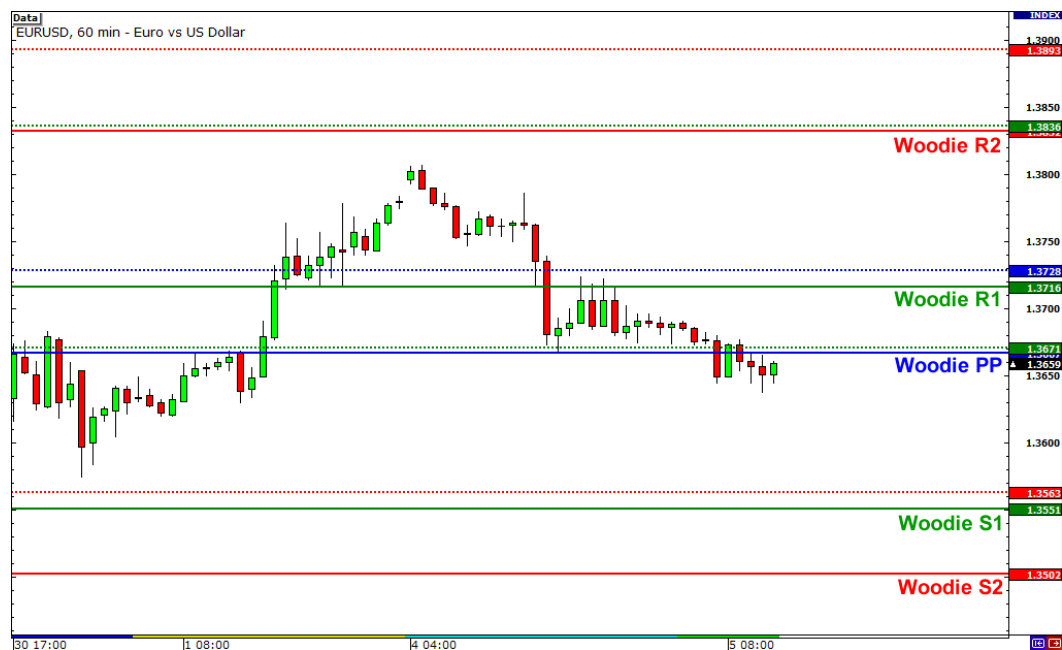 Data
INDEX
EURUSD, 60 min - Euro vs US Dollar
1.3900
1.3893
1.3850
1.3836
Woodie R2
1.3800
1.3750
1.3728
1.3716
Woodie R1
1.3700
1.3671
Woodie PP
1.3659
1.3650
1.3600
1.3563
1.3551
Woodie S1
1.3502
Woodie S2
30 17:00
1 08:00
4 04:00
5 08:00